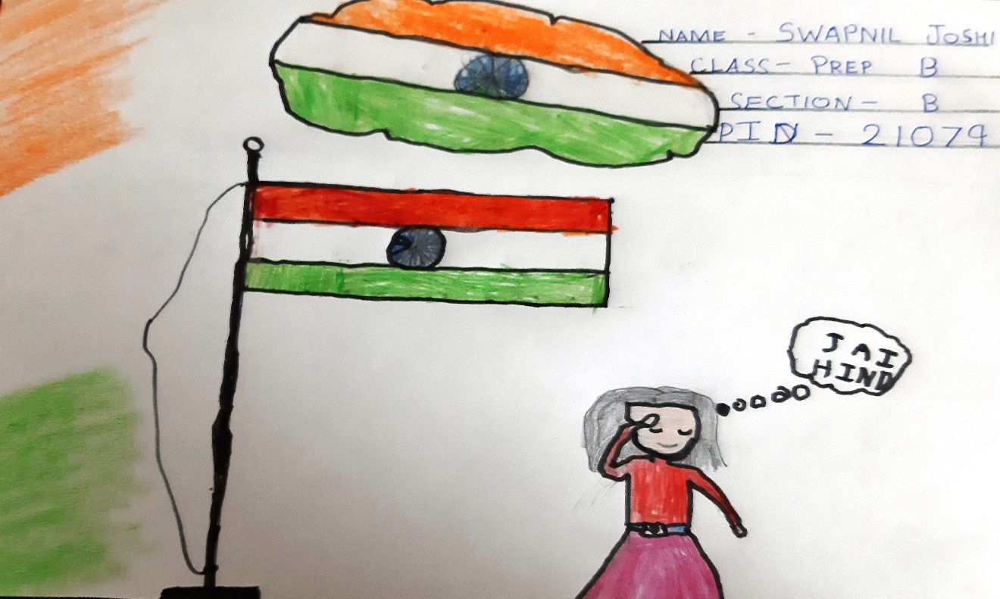 NAME - SWAPNIL JOSHI
CLASS- PREP B
SECTION- B
PID - 21079
JAI
HIND